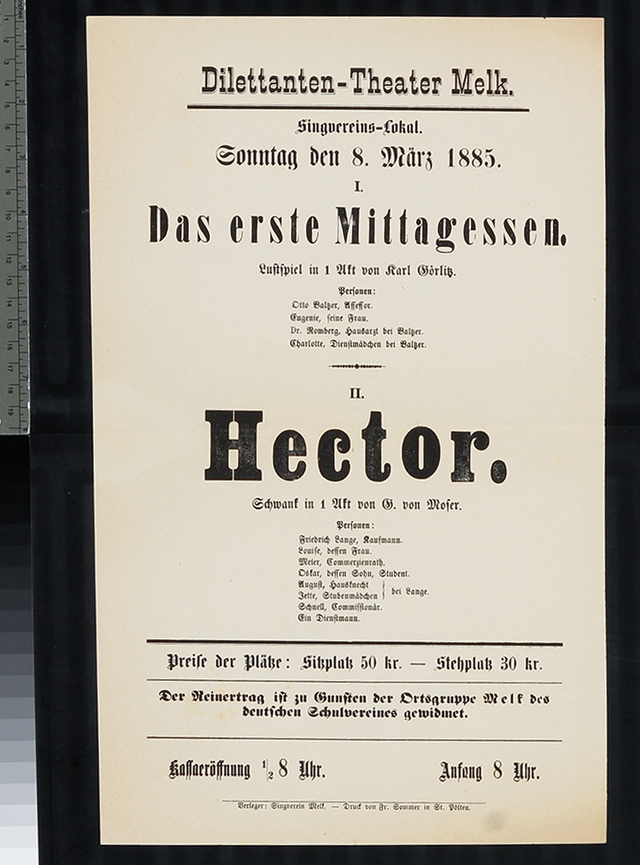 Dilettanten-Theater Melk.
Singvereins-Lokal.
Sonntag den 8. März 1885.
I.
Das erste Mittagessen.
Lustspiel in 1 Akt von Karl Görlitz.
Personen:
Otto Baltzer, Assessor.
Eugenie, seine Frau.
Dr. Romberg, Hausarzt bei Baltzer.
Charlotte, Dienstmädchen bei Baltzer.
II.
Hector.
Schwank in 1 Akt von G. von Moser.
Personen:
Friedrich Lange, Kaufmann.
Louise, dessen Frau.
Meier, Commerzienrath.
Oskar, dessen Sohn, Student.
August, Hausknecht
Jette, Stubenmädchen } bei Lange.
Schnell, Commissionär.
Ein Dienstmann.
Preise der Plätze: Sitzplatz 50 kr. — Stehplatz 30 kr.
Der Reinertrag ist zu Gunsten der Ortsgruppe Melk des
deutschen Schulvereines gewidmet.
Kassaeröffnung 1/2 8 Uhr. Anfang 8 Uhr.
Verleger: Singverein Melk. — Druck von Fr. Sommer in St. Pölten.